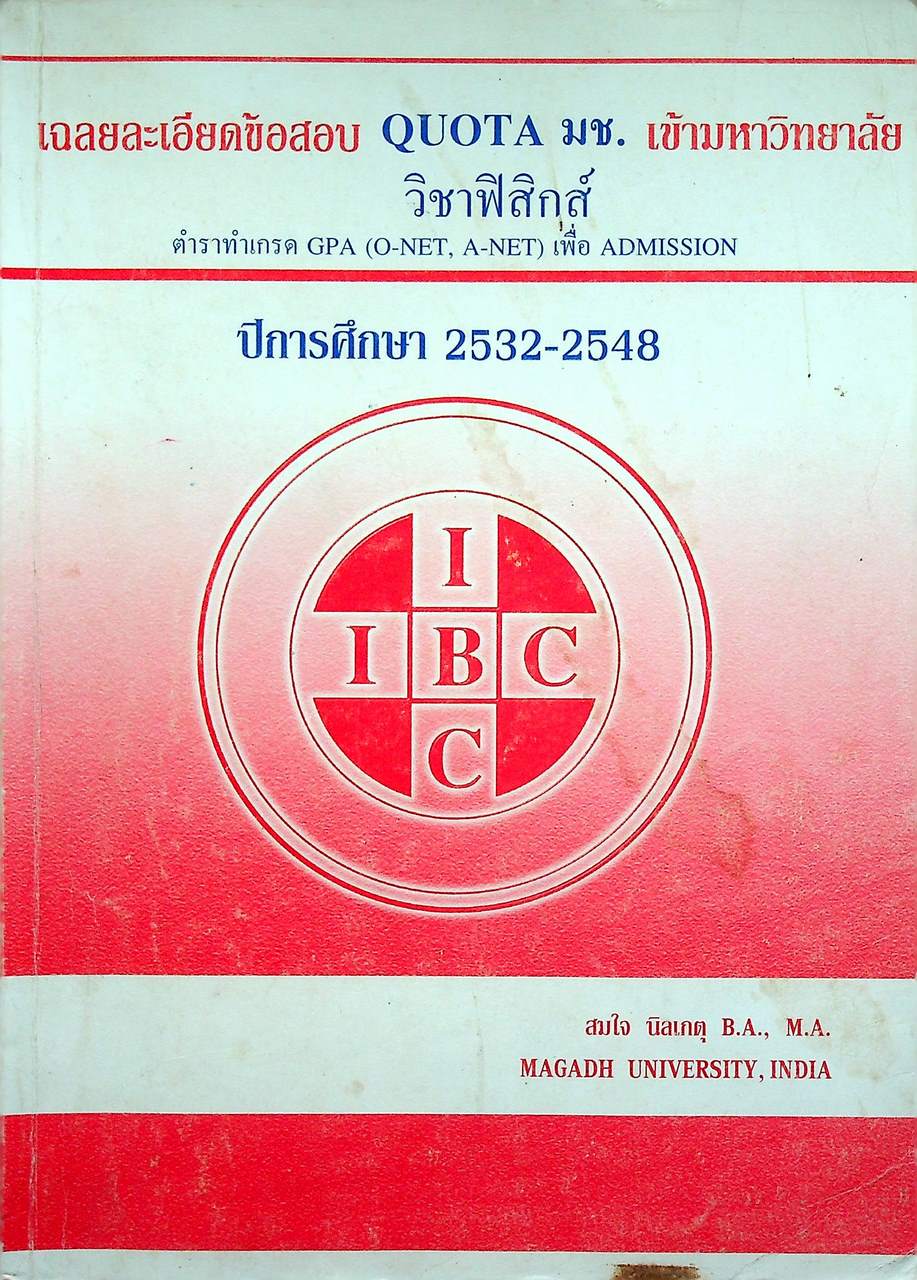 เฉลยละเอียดข้อสอบ QUOTA มช. เข้ามหาวิทยาลัย
วิชาฟิสิกส์
ตำราทำเกรด GPA (O-NET, A-NET) เพื่อ ADMISSION
ปีการศึกษา 2532-2548
I
I B C
C
สมใจ นิลเกตุ B.A., M.A.
MAGADH UNIVERSITY, INDIA